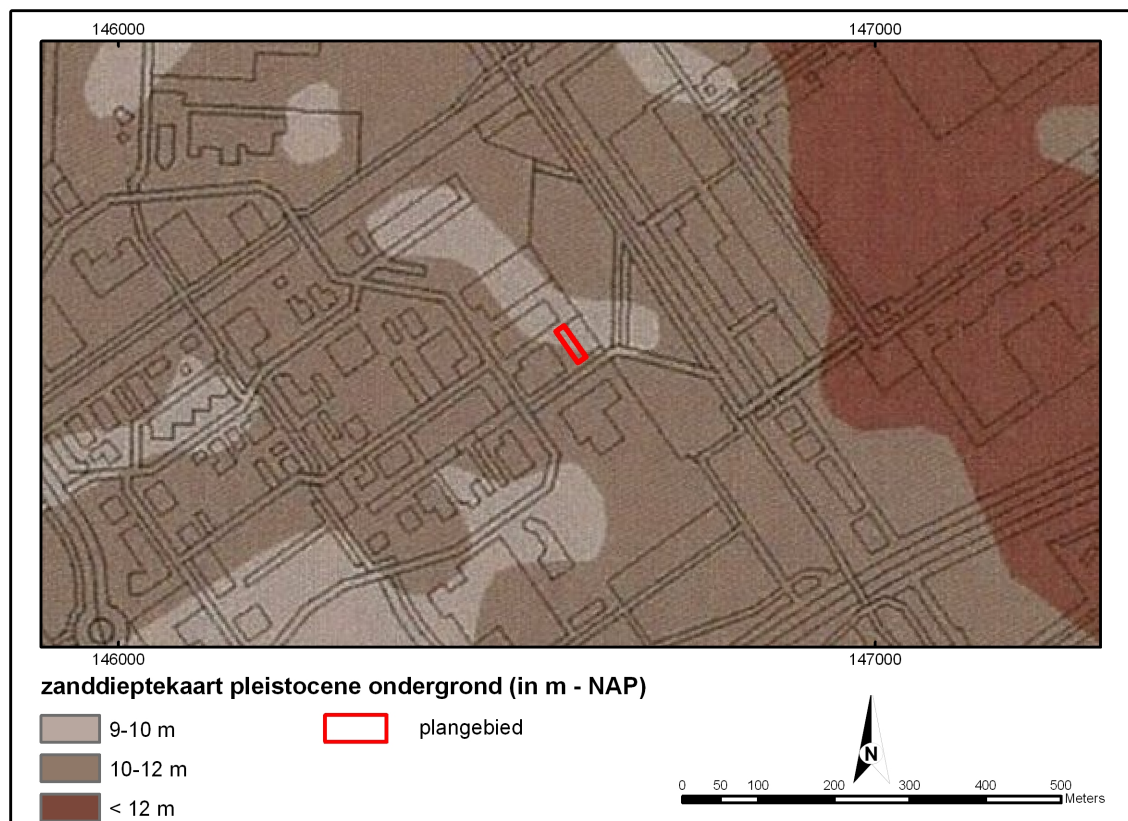 146000 147000
146000 147000
zanddieptekaart pleistocene ondergrond (in m - NAP)
9-10 m
plangebied
10-12 m
< 12 m
N
0 50 100 200 300 400 500
Meters